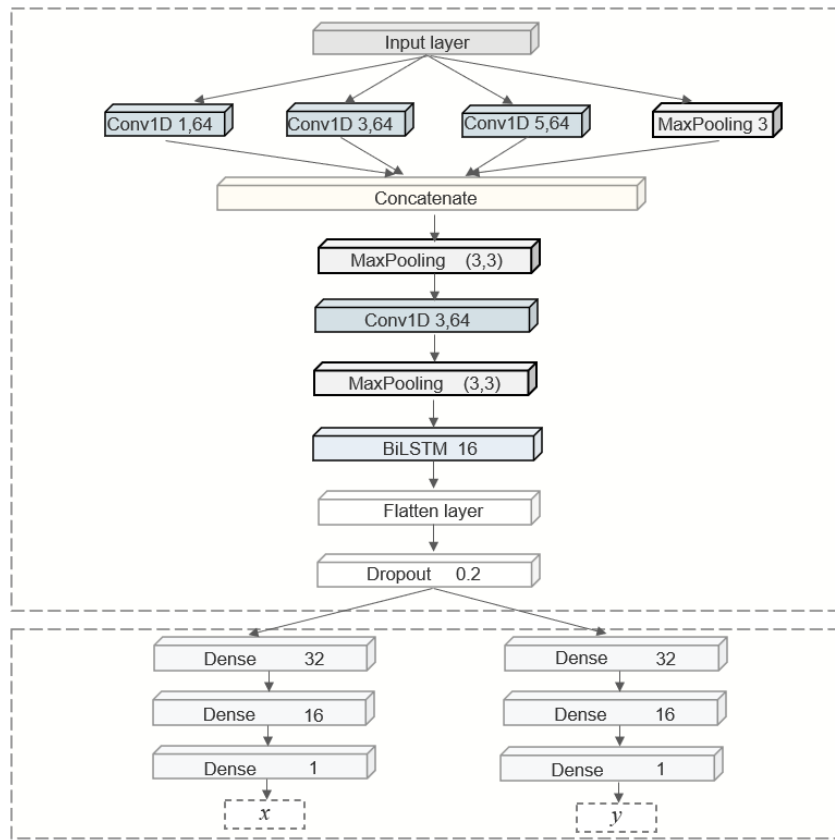 Input layer
Conv1D 1,64 Conv1D 3,64 Conv1D 5,64 MaxPooling 3
Concatenate
MaxPooling (3,3)
Conv1D 3,64
MaxPooling (3,3)
BiLSTM 16
Flatten layer
Dropout 0.2
Dense 32 Dense 32
Dense 16 Dense 16
Dense 1 Dense 1
x y